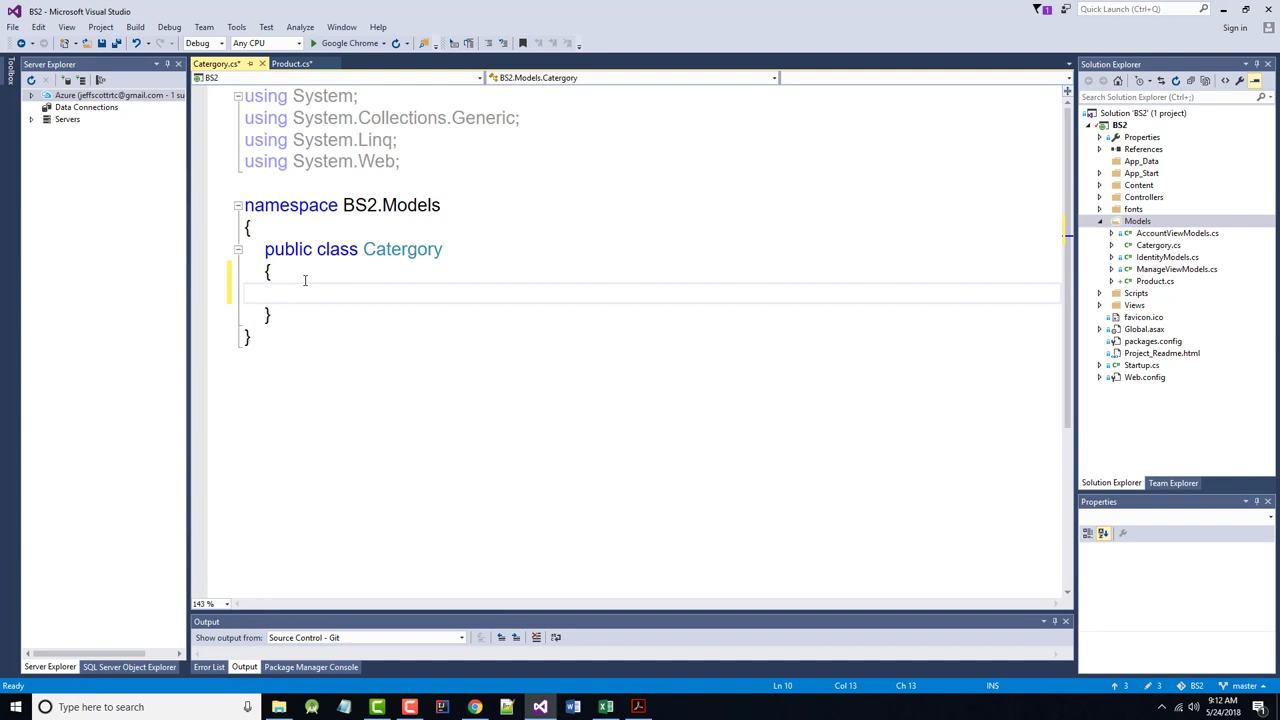 BS2 - Microsoft Visual Studio
1
Quick Launch (Ctrl+Q)
File Edit View Project Build Debug Team Tools Test Analyze Window Help
Sign in
Debug Any CPU Google Chrome
Toolbox
Server Explorer
Azure (jeffscottrtc@gmail.com - 1 su
Data Connections
Servers
Catergory.cs* Product.cs*
BS2 BS2.Models.Catergory
using System;
using System.Collections.Generic;
using System.Linq;
using System.Web;
namespace BS2.Models
{
public class Catergory
{
}
}
Solution Explorer
Search Solution Explorer (Ctrl+;)
Solution 'BS2' (1 project)
BS2
Properties
References
App_Data
App_Start
Content
Controllers
fonts
Models
AccountViewModels.cs
Catergory.cs
IdentityModels.cs
ManageViewModels.cs
Product.cs
Scripts
Views
favicon.ico
Global.asax
packages.config
Project_Readme.html
Startup.cs
Web.config
Solution Explorer Team Explorer
Properties
143 %
Output
Show output from: Source Control - Git
Server Explorer SQL Server Object Explorer
Error List Output Package Manager Console
Ready Ln 10 Col 13 Ch 13 INS 3 3 BS2 master
Type here to search
9:12 AM
5/24/2018